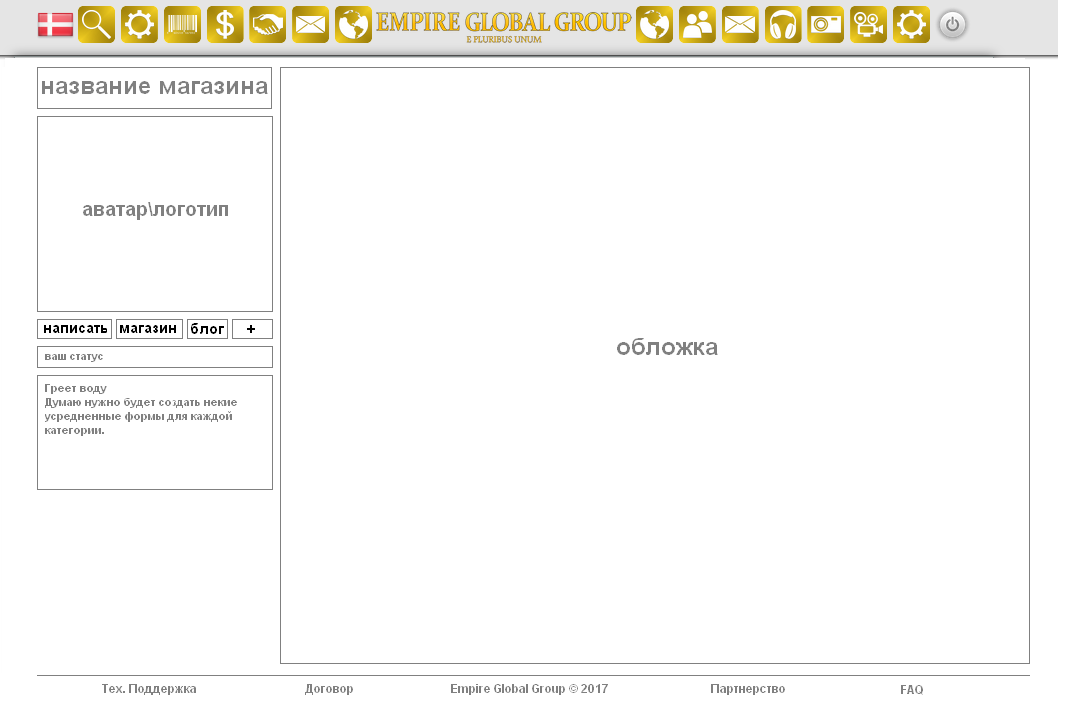 EMPIRE GLOBAL GROUP
E PLURIBUS UNUM
название магазина
аватар\логотип
написать магазин блог +
ваш статус
Греет воду
Думаю нужно будет создать некие
усредненные формы для каждой
категории.
обложка
Тех. Поддержка Договор Empire Global Group © 2017 Партнерство FAQ